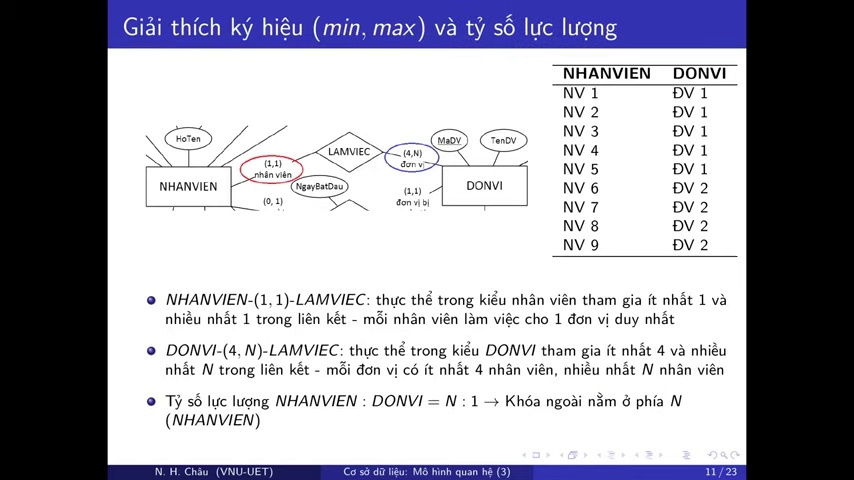 Giải thích ký hiệu (min, max) và tỷ số lực lượng
NHANVIEN DONVI
NV 1 ĐV 1
NV 2 ĐV 1
NV 3 ĐV 1
NV 4 ĐV 1
NV 5 ĐV 1
NV 6 ĐV 2
NV 7 ĐV 2
NV 8 ĐV 2
NV 9 ĐV 2
HoTen
LAMVIEC
MaDV
TenDV
(1,1)
nhân viên
(4,N)
đơn vị
NHANVIEN
NgayBatDau
(0, 1)
(1,1)
đơn vị bị
DONVI
NHANVIEN-(1, 1)-LAMVIEC: thực thể trong kiểu nhân viên tham gia ít nhất 1 và
nhiều nhất 1 trong liên kết - mỗi nhân viên làm việc cho 1 đơn vị duy nhất
DONVI-(4, N)-LAMVIEC: thực thể trong kiểu DONVI tham gia ít nhất 4 và nhiều
nhất N trong liên kết - mỗi đơn vị có ít nhất 4 nhân viên, nhiều nhất N nhân viên
Tỷ số lực lượng NHANVIEN : DONVI = N : 1 → Khóa ngoài nằm ở phía N
(NHANVIEN)
N. H. Châu (VNU-UET) Cơ sở dữ liệu: Mô hình quan hệ (3) 11 / 23